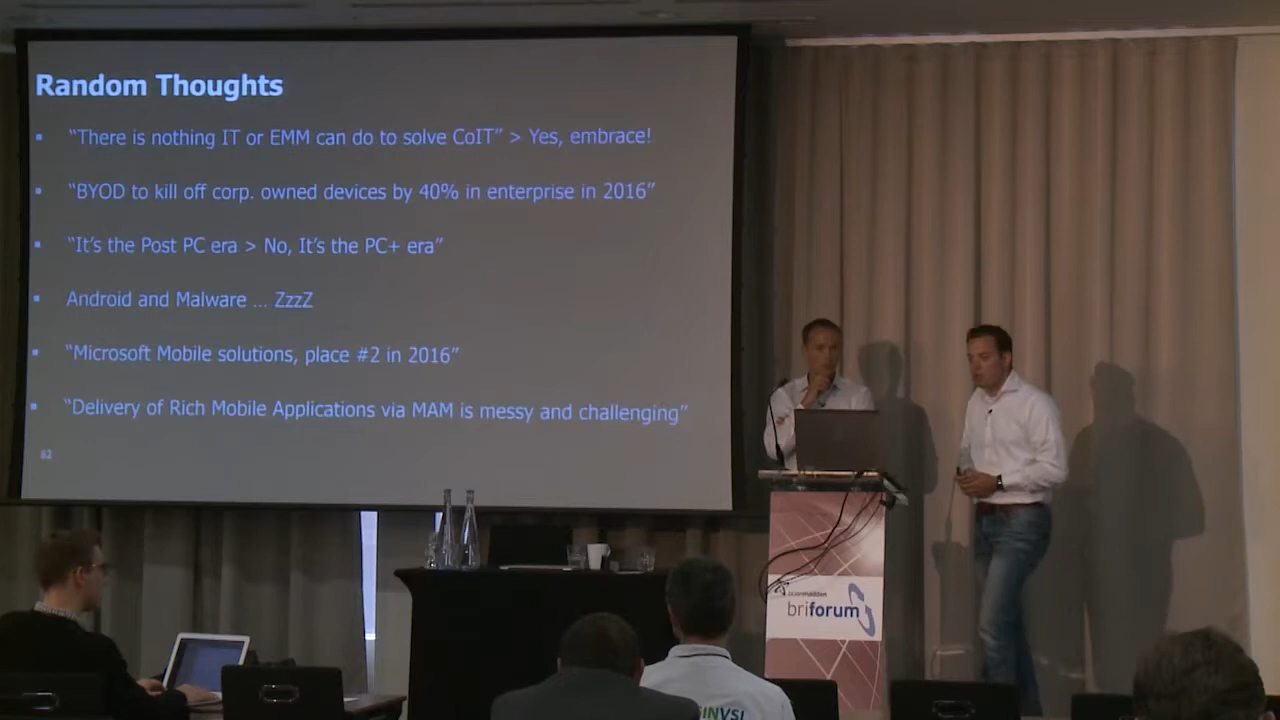 Random Thoughts
"There is nothing IT or EMM can do to solve CoIT" > Yes, embrace!
"BYOD to kill off corp. owned devices by 40% in enterprise in 2016"
"It's the Post PC era > No, It's the PC+ era"
Android and Malware ... ZzzZ
"Microsoft Mobile solutions, place #2 in 2016"
"Delivery of Rich Mobile Applications via MAM is messy and challenging"
62
briforum
INVSI